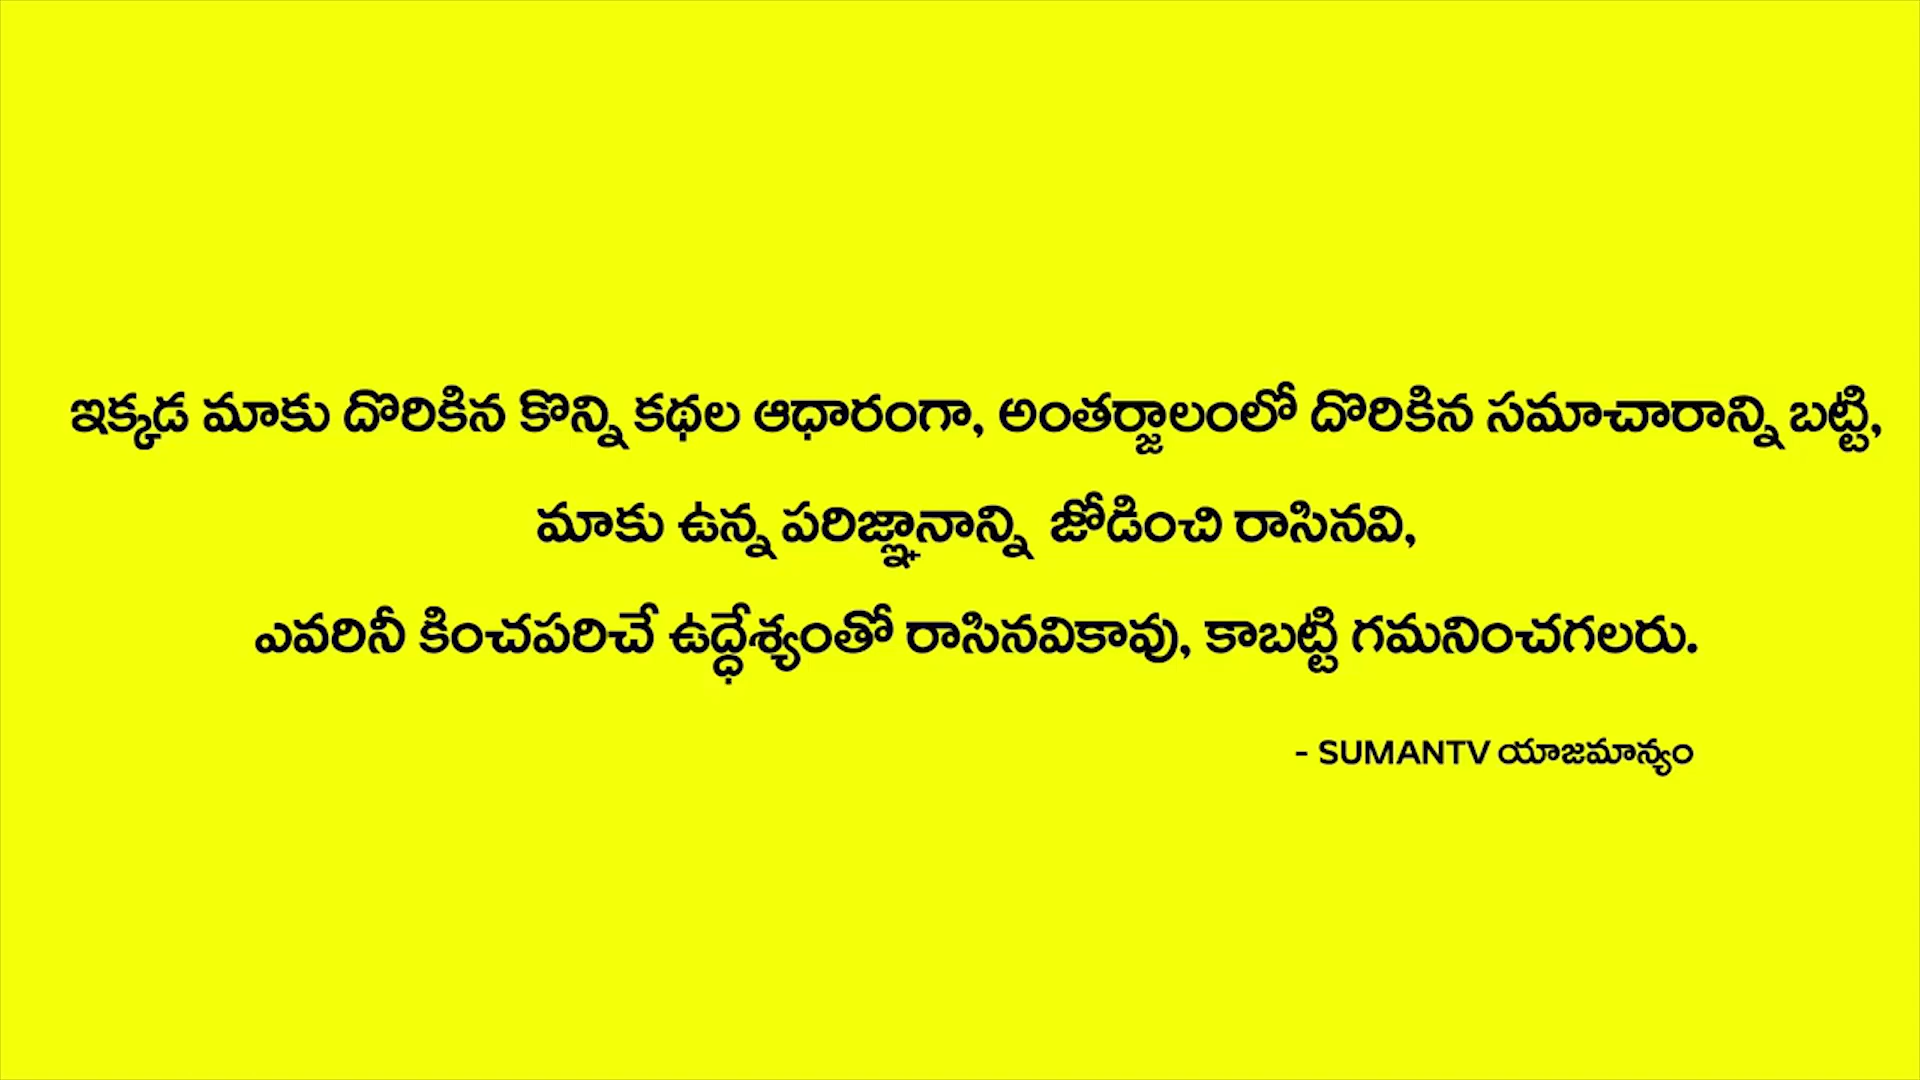 ఇక్కడ మాకు దొరికిన కొన్ని కథల ఆధారంగా, అంతర్జాలంలో దొరికిన సమాచారాన్ని బట్టి,
మాకు ఉన్న పరిజ్ఞానాన్ని జోడించి రాసినవి,
ఎవరినీ కించపరిచే ఉద్ధేశ్యంతో రాసినవికావు, కాబట్టి గమనించగలరు.
- SUMANTV యాజమాన్యం